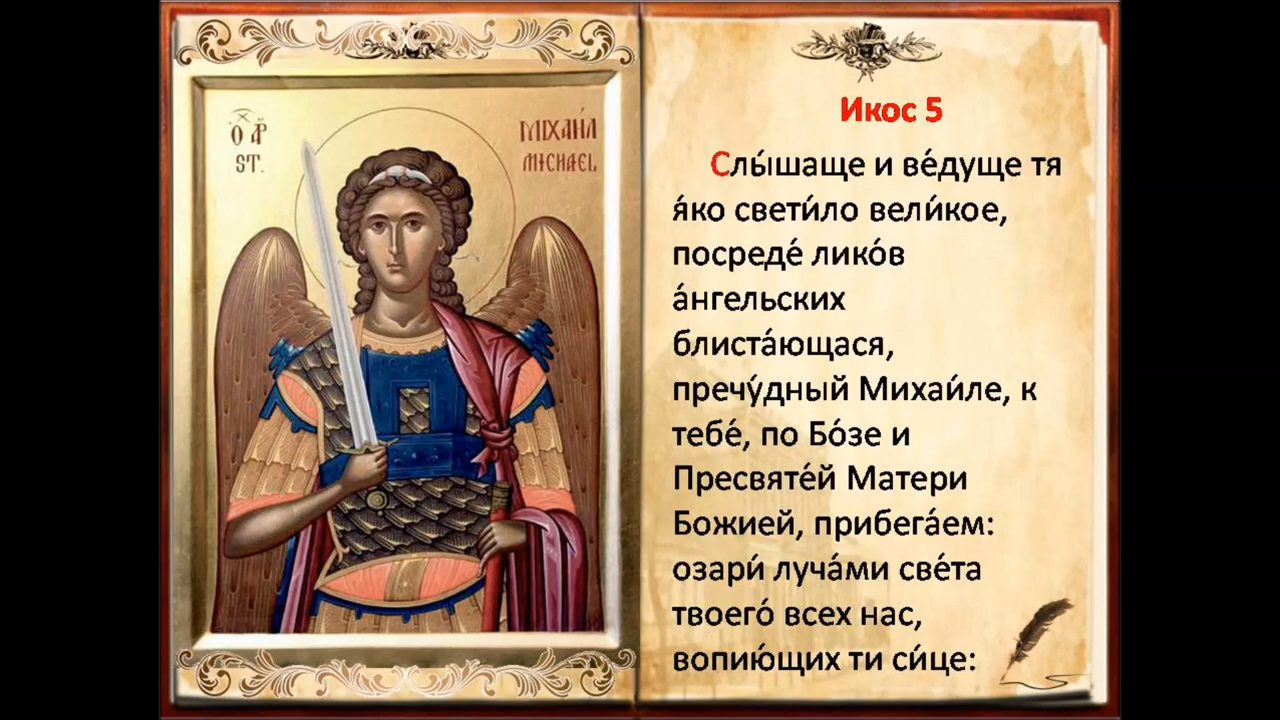 Ο ΑΡ
ST.
ΜΙΧΑΗΛ
MICHAEL
Икос 5
Слы́шаще и ве́дуще тя
я́ко свети́ло вели́кое,
посреде́ лико́в
а́нгельских
блиста́ющася,
пречу́дный Михаи́ле, к
тебе́, по Бо́зе и
Пресвяте́й Матери
Божией, прибега́ем:
озари́ луча́ми све́та
твоего́ всех нас,
вопию́щих ти си́це: